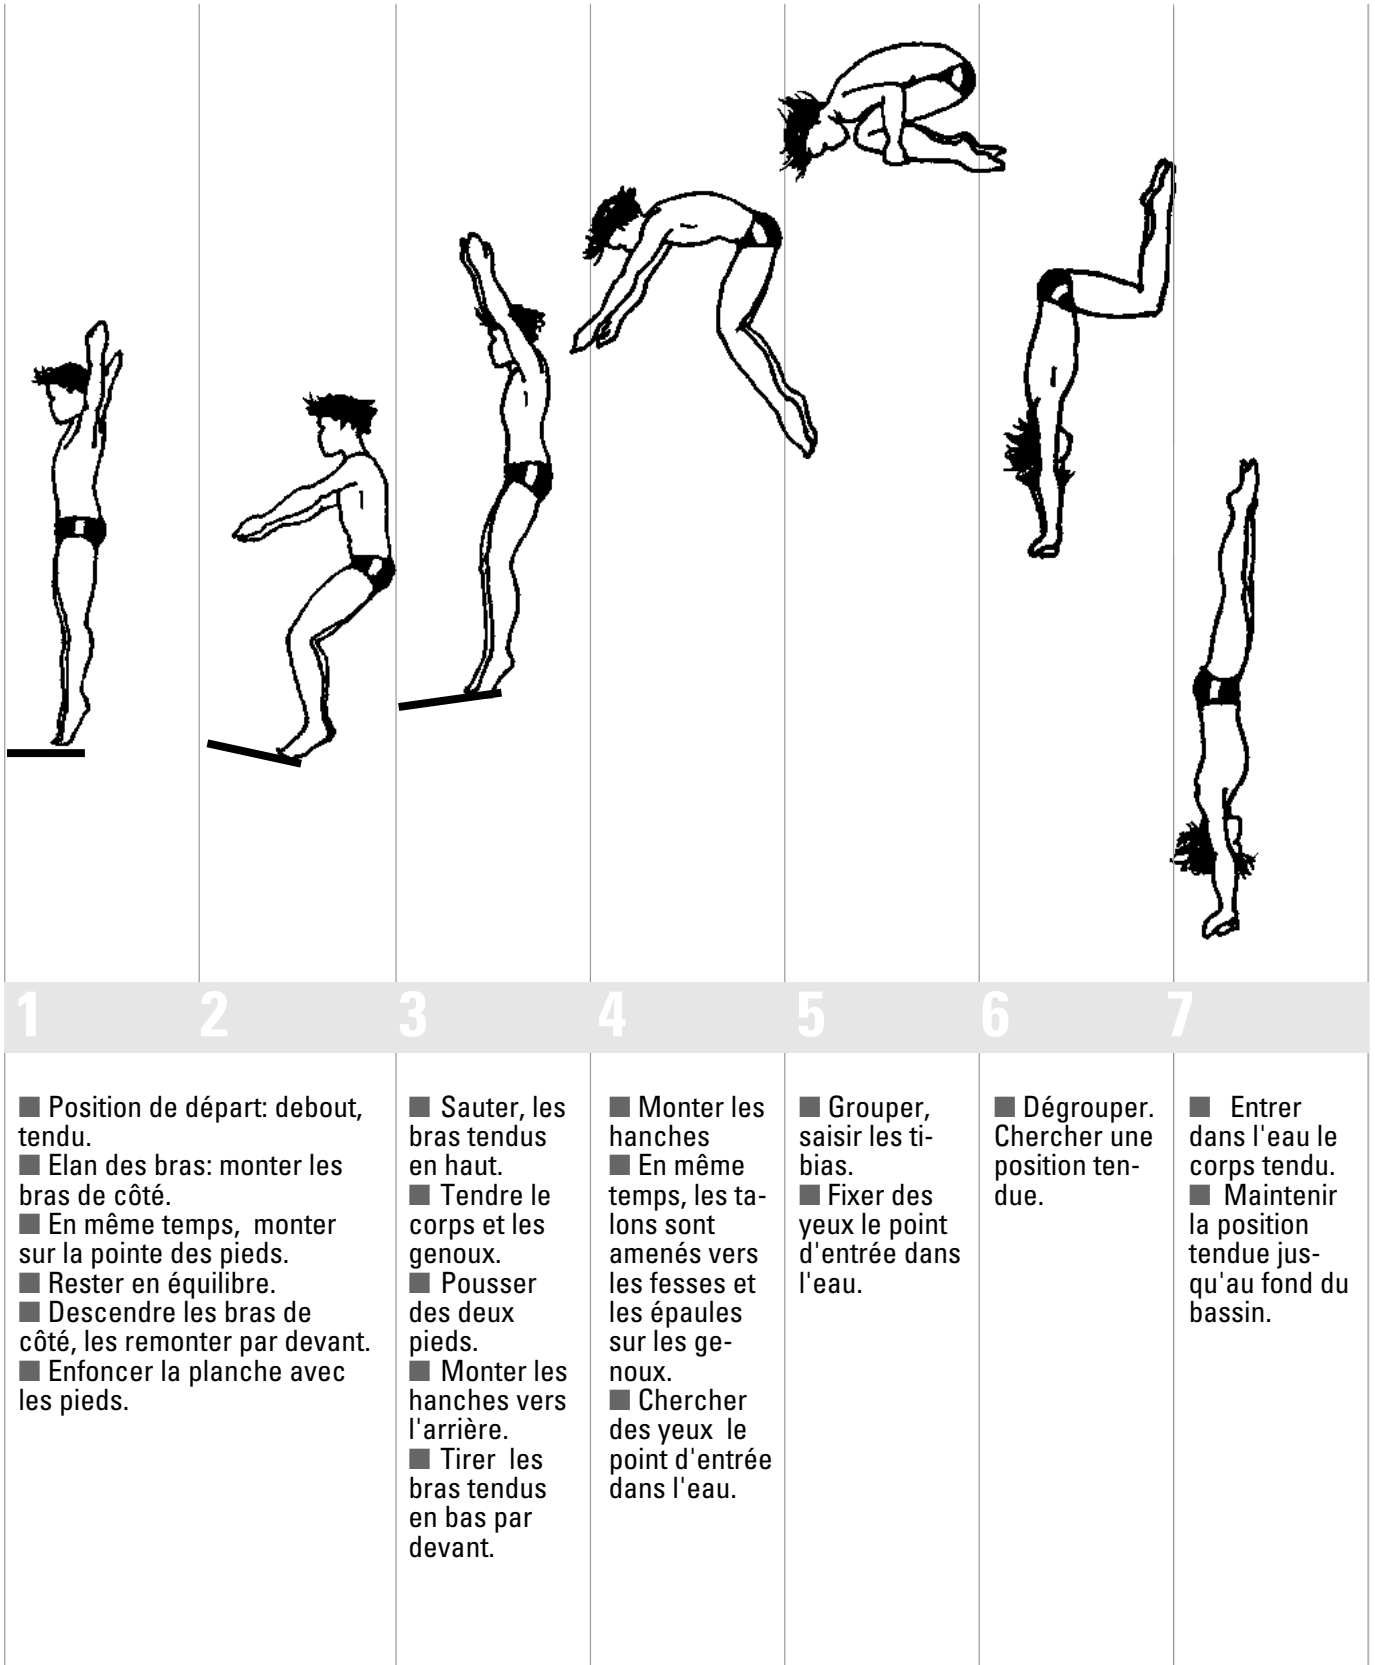 1 2 3 4 5 6 7
■ Position de départ: debout,
tendu.
■ Elan des bras: monter les
bras de côté.
■ En même temps, monter
sur la pointe des pieds.
■ Rester en équilibre.
■ Descendre les bras de
côté, les remonter par devant.
■ Enfoncer la planche avec
les pieds.
■ Sauter, les
bras tendus
en haut.
■ Tendre le
corps et les
genoux.
■ Pousser
des deux
pieds.
■ Monter les
hanches vers
l'arrière.
■ Tirer les
bras tendus
en bas par
devant.
■ Monter les
hanches
■ En même
temps, les ta-
lons sont
amenés vers
les fesses et
les épaules
sur les ge-
noux.
■ Chercher
des yeux le
point d'entrée
dans l'eau.
■ Grouper,
saisir les ti-
bias.
■ Fixer des
yeux le point
d'entrée dans
l'eau.
■ Dégrouper.
Chercher une
position ten-
due.
■ Entrer
dans l'eau le
corps tendu.
■ Maintenir
la position
tendue jus-
qu'au fond du
bassin.